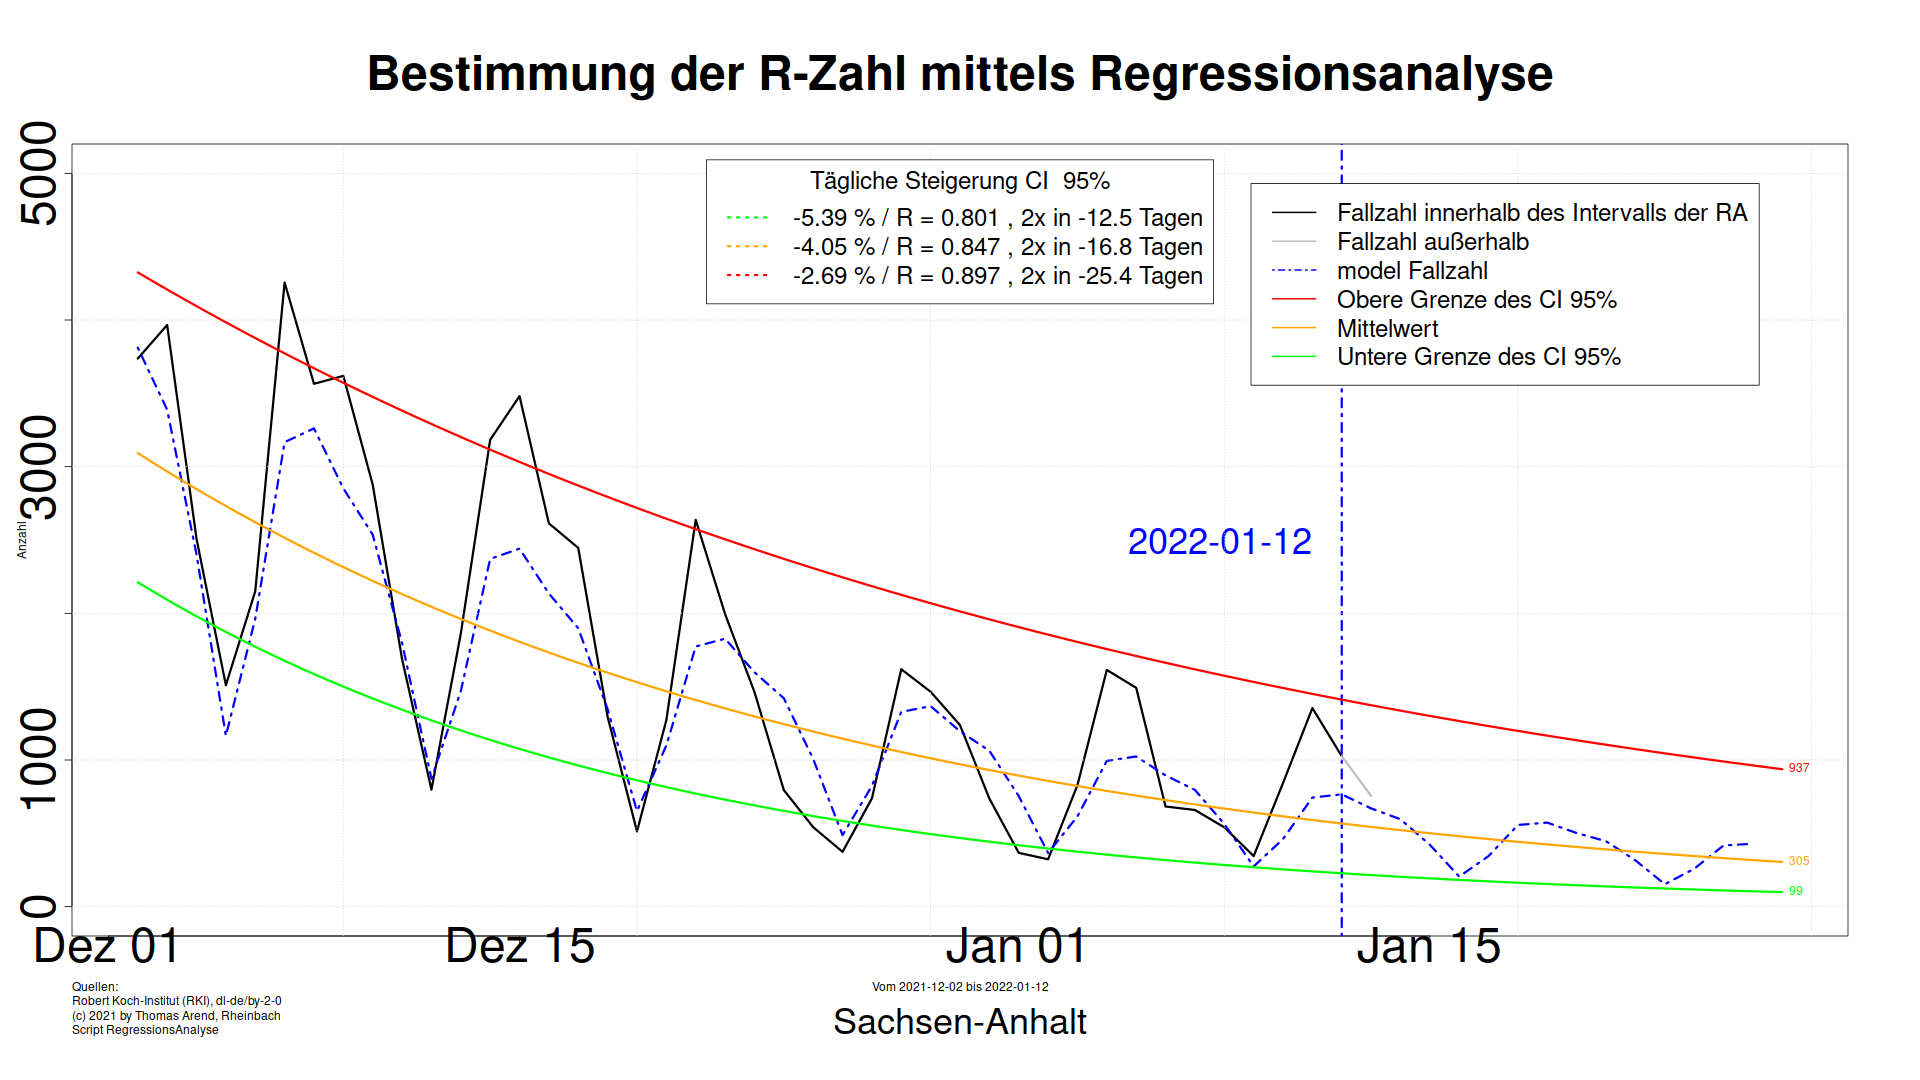 Bestimmung der R-Zahl mittels Regressionsanalyse
5000
3000
1000
0
Anzahl
Tägliche Steigerung CI  95%
-5.39 % / R = 0.801 , 2x in -12.5 Tagen
-4.05 % / R = 0.847 , 2x in -16.8 Tagen
-2.69 % / R = 0.897 , 2x in -25.4 Tagen
Fallzahl innerhalb des Intervalls der RA
Fallzahl außerhalb
model Fallzahl
Obere Grenze des CI 95%
Mittelwert
Untere Grenze des CI 95%
2022-01-12
937
305
99
Dez 01
Dez 15
Jan 01
Jan 15
Quellen:
Robert Koch-Institut (RKI), dl-de/by-2-0
(c) 2021 by Thomas Arend, Rheinbach
Script RegressionsAnalyse
Vom 2021-12-02 bis 2022-01-12
Sachsen-Anhalt